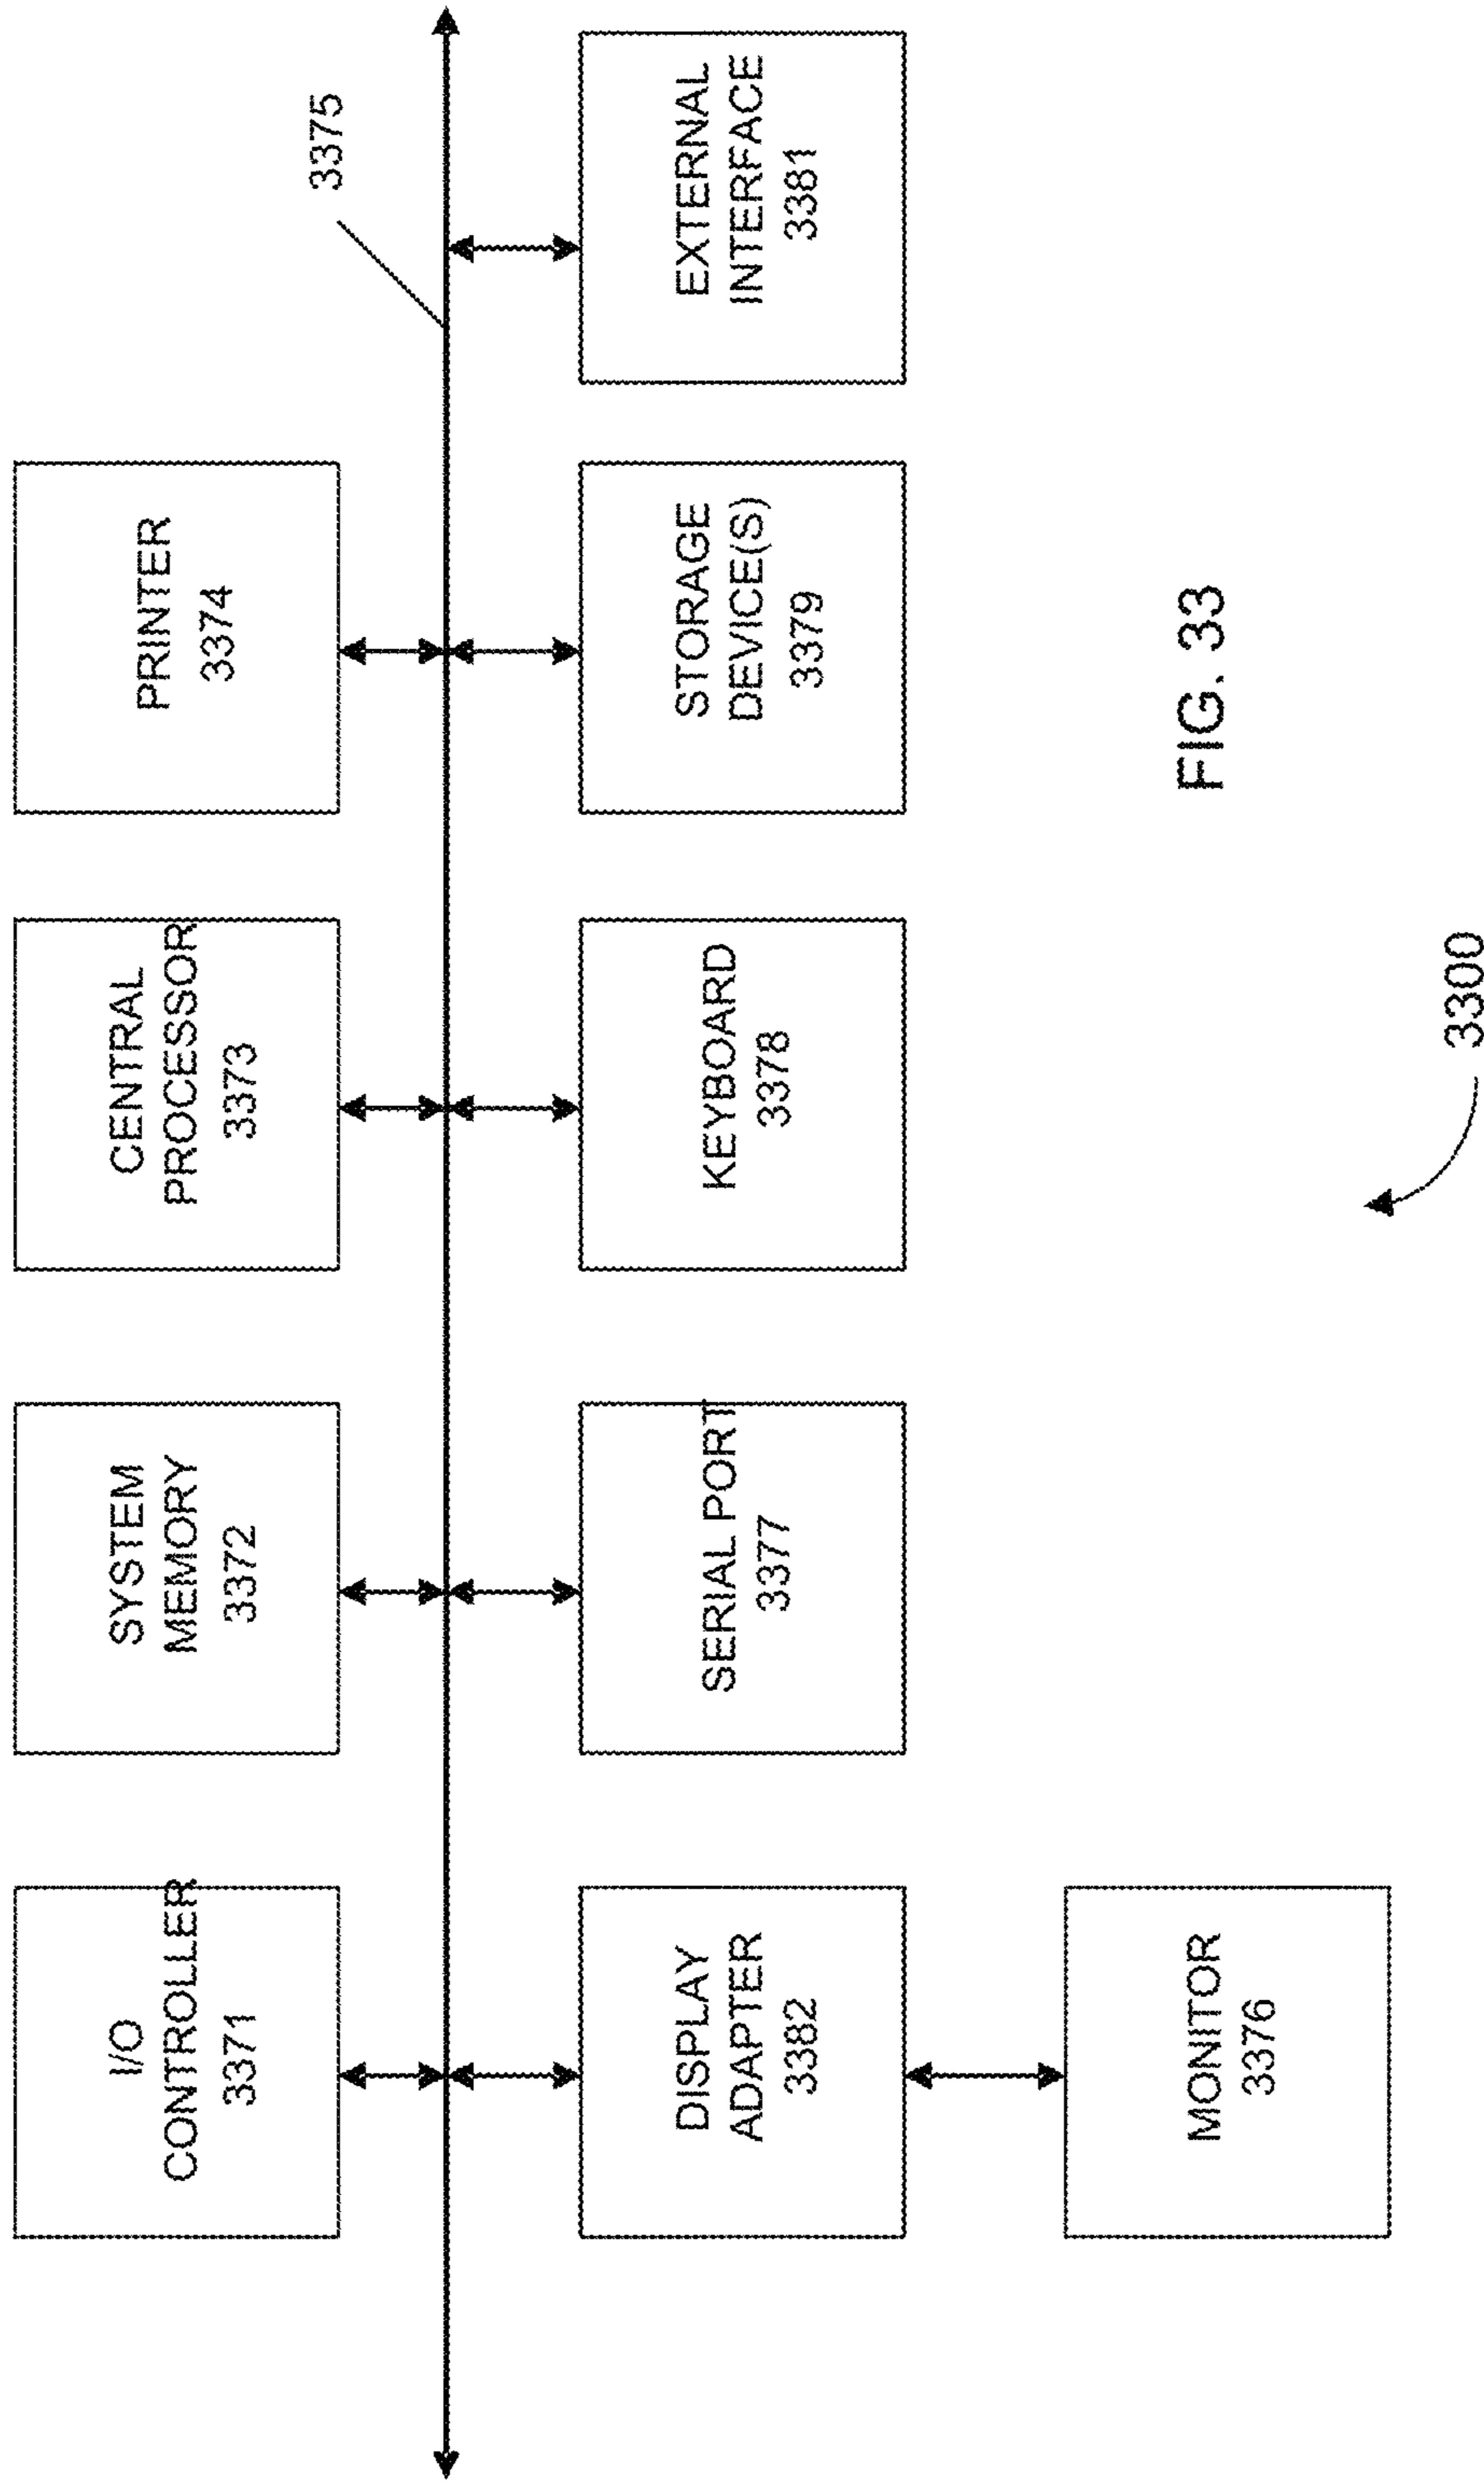 I/O
CONTROLLER
3371
SYSTEM
MEMORY
3372
CENTRAL
PROCESSOR
3373
PRINTER
3374
3375
DISPLAY
ADAPTER
3382
SERIAL PORT
3377
KEYBOARD
3378
STORAGE
DEVICE(S)
3379
EXTERNAL
INTERFACE
3381
MONITOR
3376
FIG. 33
3300